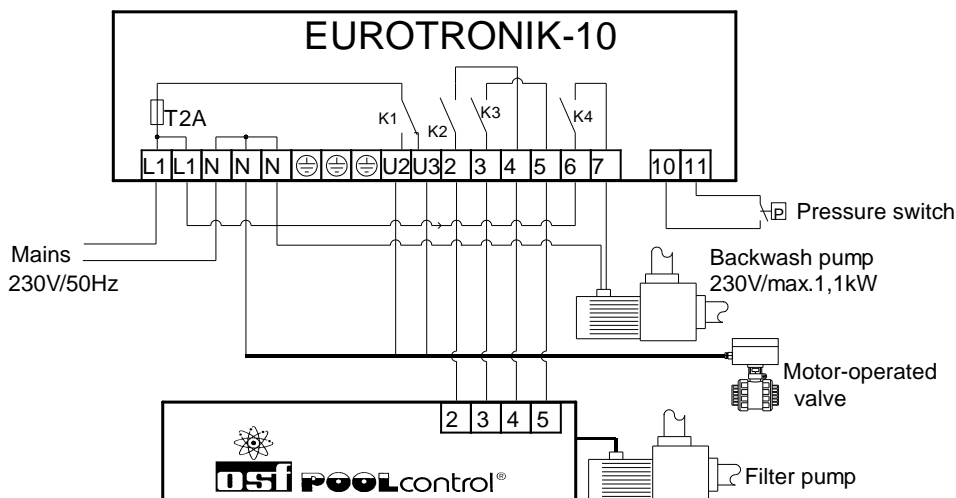 EUROTRONIK-10
T2A
K1
K2
K3
K4
L1 L1 N N N U2 U3 2 3 4 5 6 7 10 11
P Pressure switch
Mains
230V/50Hz
Backwash pump
230V/max.1,1kW
Motor-operated
valve
2 3 4 5
osf POOLcontrol®
Filter pump